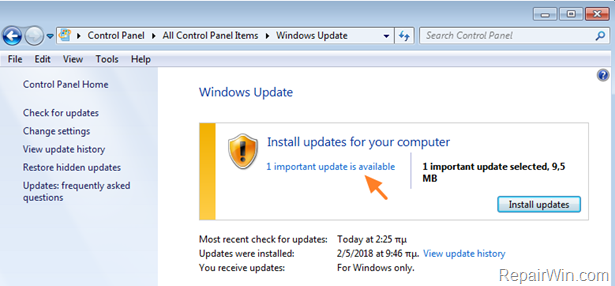 Control Panel All Control Panel Items Windows Update Search Control Panel
File Edit View Tools Help
Control Panel Home
Check for updates
Change settings
View update history
Restore hidden updates
Updates: frequently asked
questions
Windows Update
Install updates for your computer
1 important update is available
1 important update selected, 9,5
MB
Install updates
Most recent check for updates: Today at 2:25 πμ
Updates were installed: 2/5/2018 at 9:46 πμ. View update history
You receive updates: For Windows only.
RepairWin.com